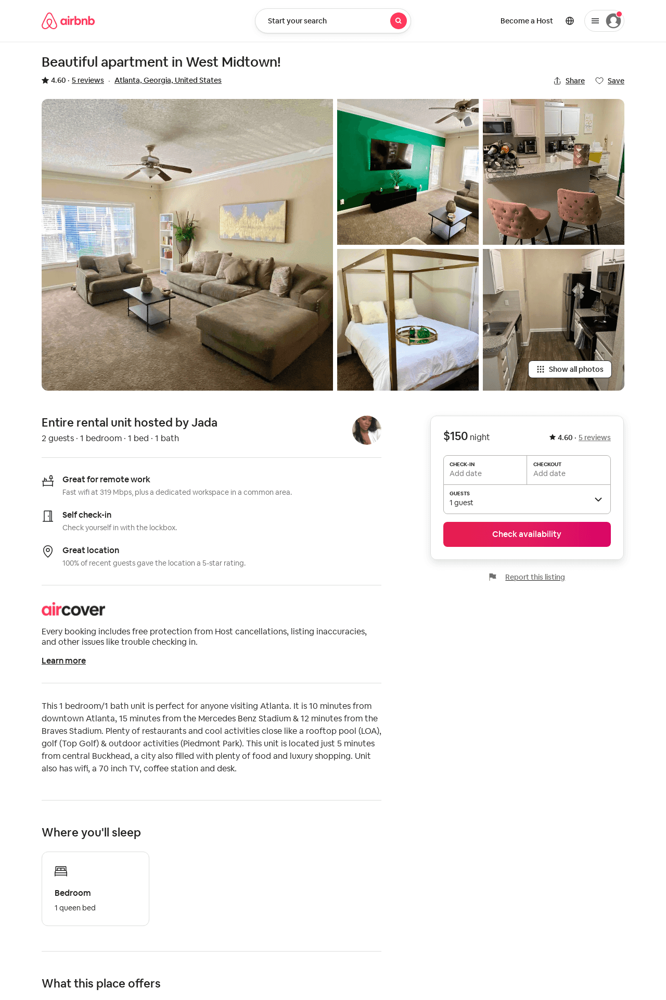 airbnb
Start your search
Become a Host
Beautiful apartment in West Midtown!
4.60 · 5 reviews · Atlanta, Georgia, United States
Share
Save
Show all photos
Entire rental unit hosted by Jada
2 guests · 1 bedroom · 1 bed · 1 bath
Great for remote work
Fast wifi at 319 Mbps, plus a dedicated workspace in a common area.
Self check-in
Check yourself in with the lockbox.
Great location
100% of recent guests gave the location a 5-star rating.
$150 night
4.60 · 5 reviews
CHECK-IN
Add date
CHECKOUT
Add date
GUESTS
1 guest
Check availability
Report this listing
aircover
Every booking includes free protection from Host cancellations, listing inaccuracies,
and other issues like trouble checking in.
Learn more
This 1 bedroom/1 bath unit is perfect for anyone visiting Atlanta. It is 10 minutes from
downtown Atlanta, 15 minutes from the Mercedes Benz Stadium & 12 minutes from the
Braves Stadium. Plenty of restaurants and cool activities close like a rooftop pool (LOA),
golf (Top Golf) & outdoor activities (Piedmont Park). This unit is located just 5 minutes
from central Buckhead, a city also filled with plenty of food and luxury shopping. Unit
also has wifi, a 70 inch TV, coffee station and desk.
Where you'll sleep
Bedroom
1 queen bed
What this place offers